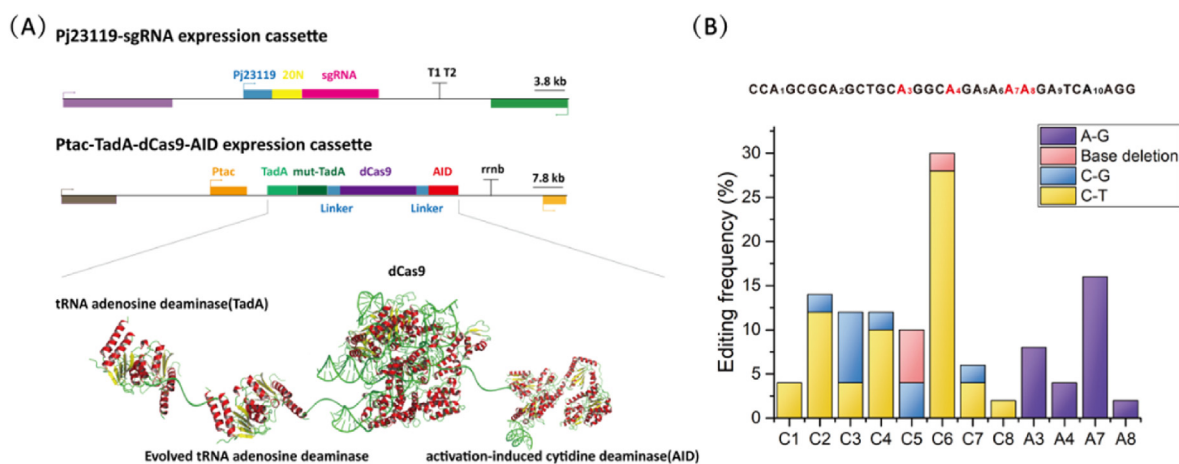 (A)
Pj23119-sgRNA expression cassette
Pj23119 20N sgRNA T1 T2 3.8 kb
Ptac-TadA-dCas9-AID expression cassette
Ptac TadA mut-TadA dCas9 AID rrnb 7.8 kb
Linker Linker
dCas9
tRNA adenosine deaminase(TadA)
Evolved tRNA adenosine deaminase activation-induced cytidine deaminase(AID)
(B)
CCA₁GCGCA₂GCTGCA₃GGCA₄GA₅A₆A₇A₈GA₉TCA₁₀AGG
A-G
Base deletion
C-G
C-T
Editing frequency (%)
30
25
20
15
10
5
0
C1 C2 C3 C4 C5 C6 C7 C8 A3 A4 A7 A8